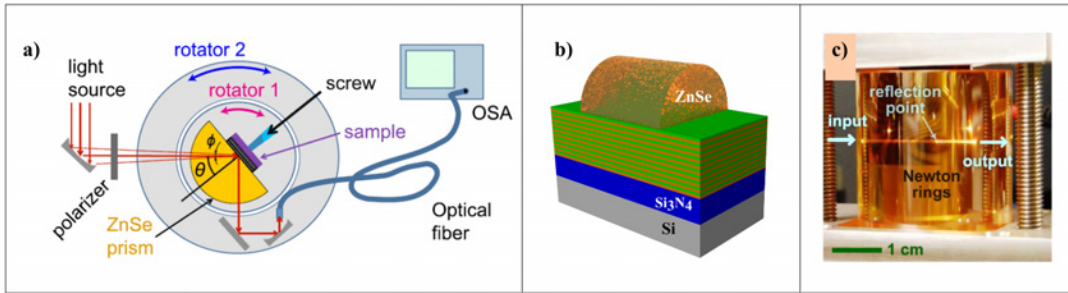 a)
rotator 2
light
source
rotator 1
screw
OSA
sample
ϕ
θ
polarizer
ZnSe
prism
Optical
fiber
b)
ZnSe
Si3N4
Si
c)
reflection
point
input
output
Newton
rings
1 cm